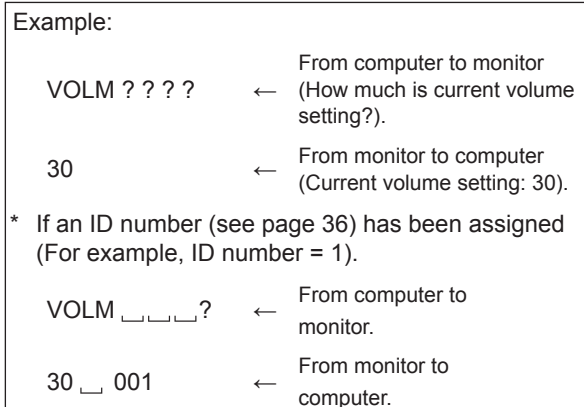 Example:
VOLM ? ? ? ? ← From computer to monitor
(How much is current volume
setting?).
30 ← From monitor to computer
(Current volume setting: 30).
* If an ID number (see page 36) has been assigned
(For example, ID number = 1).
VOLM ⎵⎵⎵? ← From computer to
monitor.
30 ⎵ 001 ← From monitor to
computer.